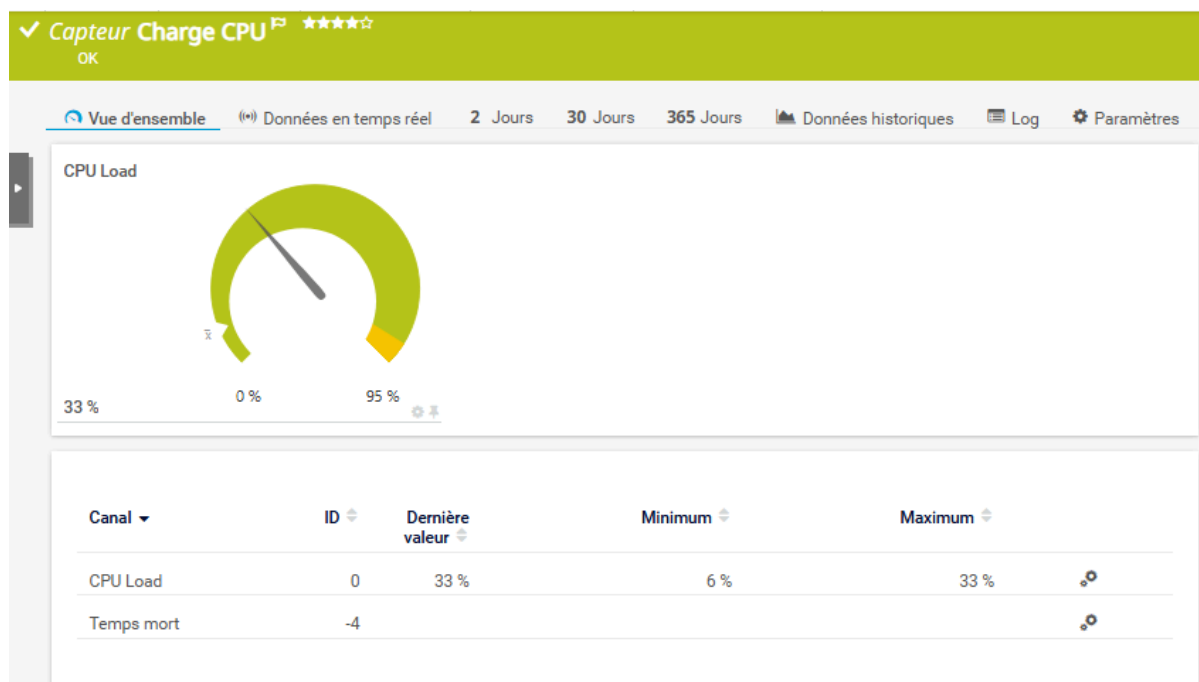 Capteur Charge CPU
OK
Vue d'ensemble Données en temps réel 2 Jours 30 Jours 365 Jours Données historiques Log Paramètres
CPU Load
x̄
0 % 95 %
33 %
Canal ID Dernière valeur Minimum Maximum
CPU Load 0 33 % 6 % 33 %
Temps mort -4